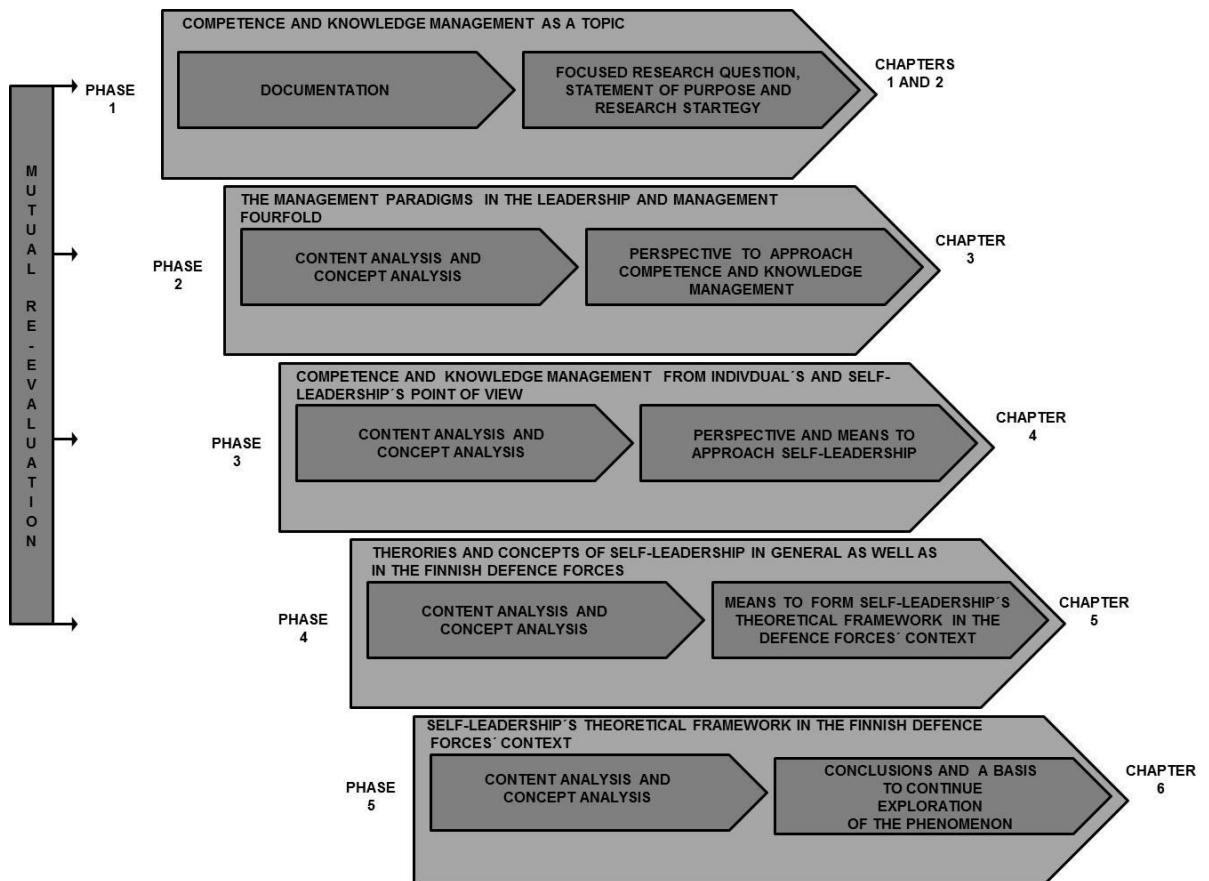 COMPETENCE AND KNOWLEDGE MANAGEMENT AS A TOPIC
PHASE
1
DOCUMENTATION
FOCUSED RESEARCH QUESTION,
STATEMENT OF PURPOSE AND
RESEARCH STARTEGY
CHAPTERS
1 AND 2
MUTUAL RE-EVALUATION
THE MANAGEMENT PARADIGMS IN THE LEADERSHIP AND MANAGEMENT
FOURFOLD
PHASE
2
CONTENT ANALYSIS AND
CONCEPT ANALYSIS
PERSPECTIVE TO APPROACH
COMPETENCE AND KNOWLEDGE
MANAGEMENT
CHAPTER
3
COMPETENCE AND KNOWLEDGE MANAGEMENT FROM INDIVDUAL´S AND SELF-
LEADERSHIP´S POINT OF VIEW
PHASE
3
CONTENT ANALYSIS AND
CONCEPT ANALYSIS
PERSPECTIVE AND MEANS TO
APPROACH SELF-LEADERSHIP
CHAPTER
4
THERORIES AND CONCEPTS OF SELF-LEADERSHIP IN GENERAL AS WELL AS
IN THE FINNISH DEFENCE FORCES
PHASE
4
CONTENT ANALYSIS AND
CONCEPT ANALYSIS
MEANS TO FORM SELF-LEADERSHIP´S
THEORETICAL FRAMEWORK IN THE
DEFENCE FORCES´ CONTEXT
CHAPTER
5
SELF-LEADERSHIP´S THEORETICAL FRAMEWORK IN THE FINNISH DEFENCE
FORCES´ CONTEXT
PHASE
5
CONTENT ANALYSIS AND
CONCEPT ANALYSIS
CONCLUSIONS AND A BASIS
TO CONTINUE
EXPLORATION
OF THE PHENOMENON
CHAPTER
6